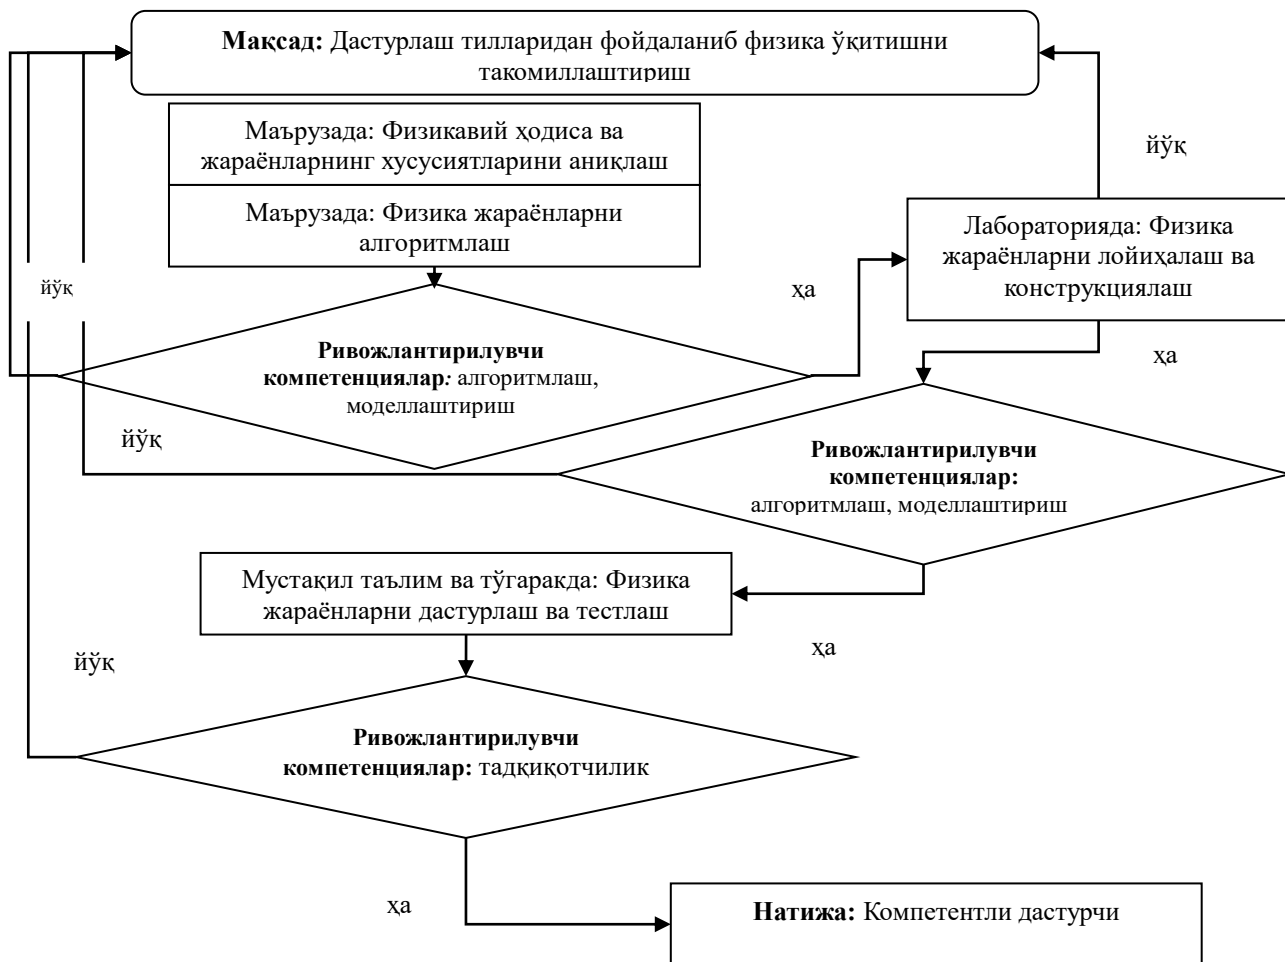 Мақсад: Дастурлаш тилларидан фойдаланиб физика ўқитишни
такомиллаштириш
Маърузада: Физикавий ҳодиса ва
жараёнларнинг хусусиятларини аниқлаш
йўқ
Маърузада: Физика жараёнларни
алгоритмлаш
Лабораторияда: Физика
жараёнларни лойиҳалаш ва
конструкциялаш
йўқ
ҳа
ҳа
Ривожлантирилувчи
компетенциялар: алгоритмлаш,
моделлаштириш
йўқ
Ривожлантирилувчи
компетенциялар:
алгоритмлаш, моделлаштириш
Мустақил таълим ва тўгаракда: Физика
жараёнларни дастурлаш ва тестлаш
ҳа
йўқ
Ривожлантирилувчи
компетенциялар: тадқиқотчилик
ҳа
Натижа: Компетентли дастурчи